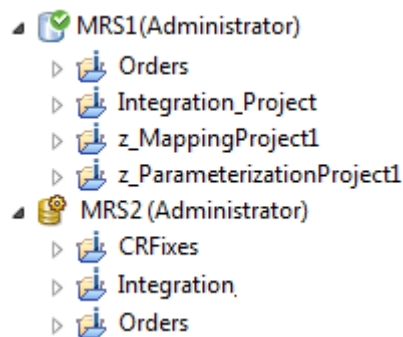 MRS1(Administrator)
Orders
Integration_Project
z_MappingProject1
z_ParameterizationProject1
MRS2 (Administrator)
CRFixes
Integration
Orders